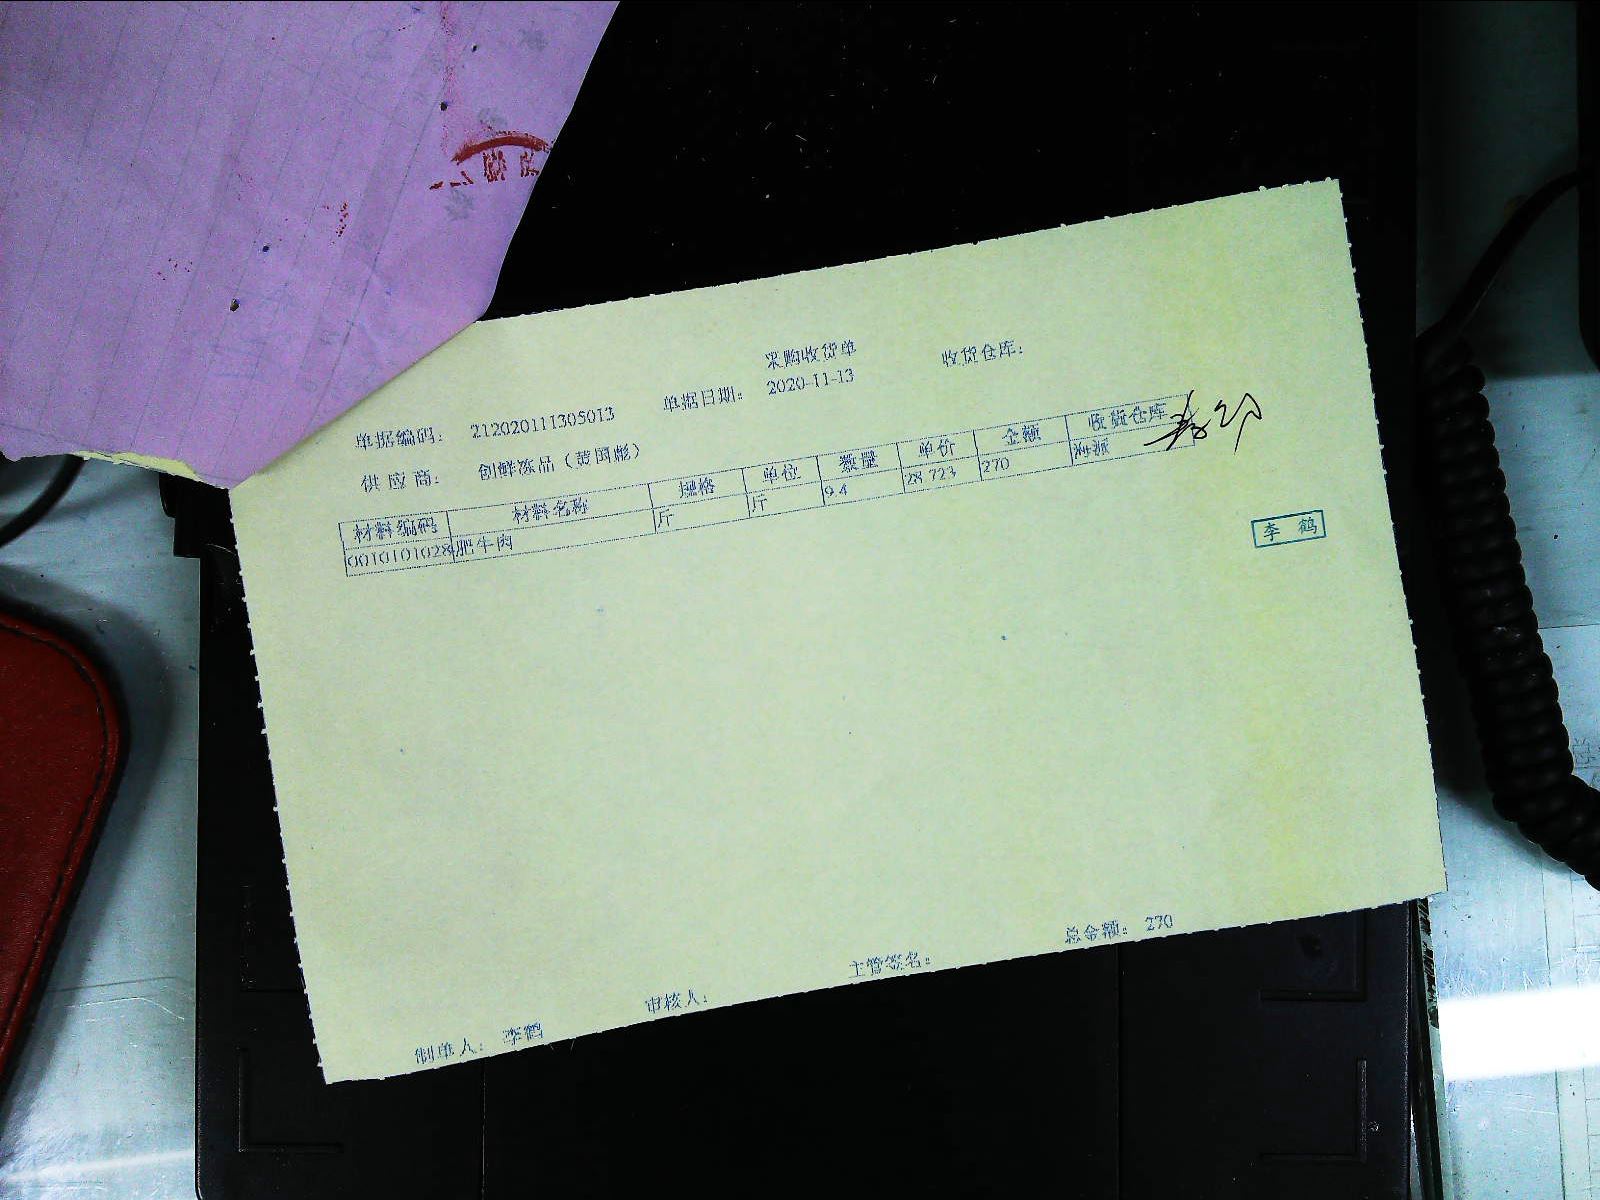 采购收货单
收货仓库：
单据编码： 212020111305013 单据日期： 2020-11-13
供应商： 创鲜冻品（黄国彪）
材料编码 材料名称 规格 单位 数量 单价 金额 收货仓库
0010101028 肥牛肉 斤 斤 9.4 28.723 270 海派
李鹤
总金额： 270
主管签名：
审核人：
制单人： 李鹤